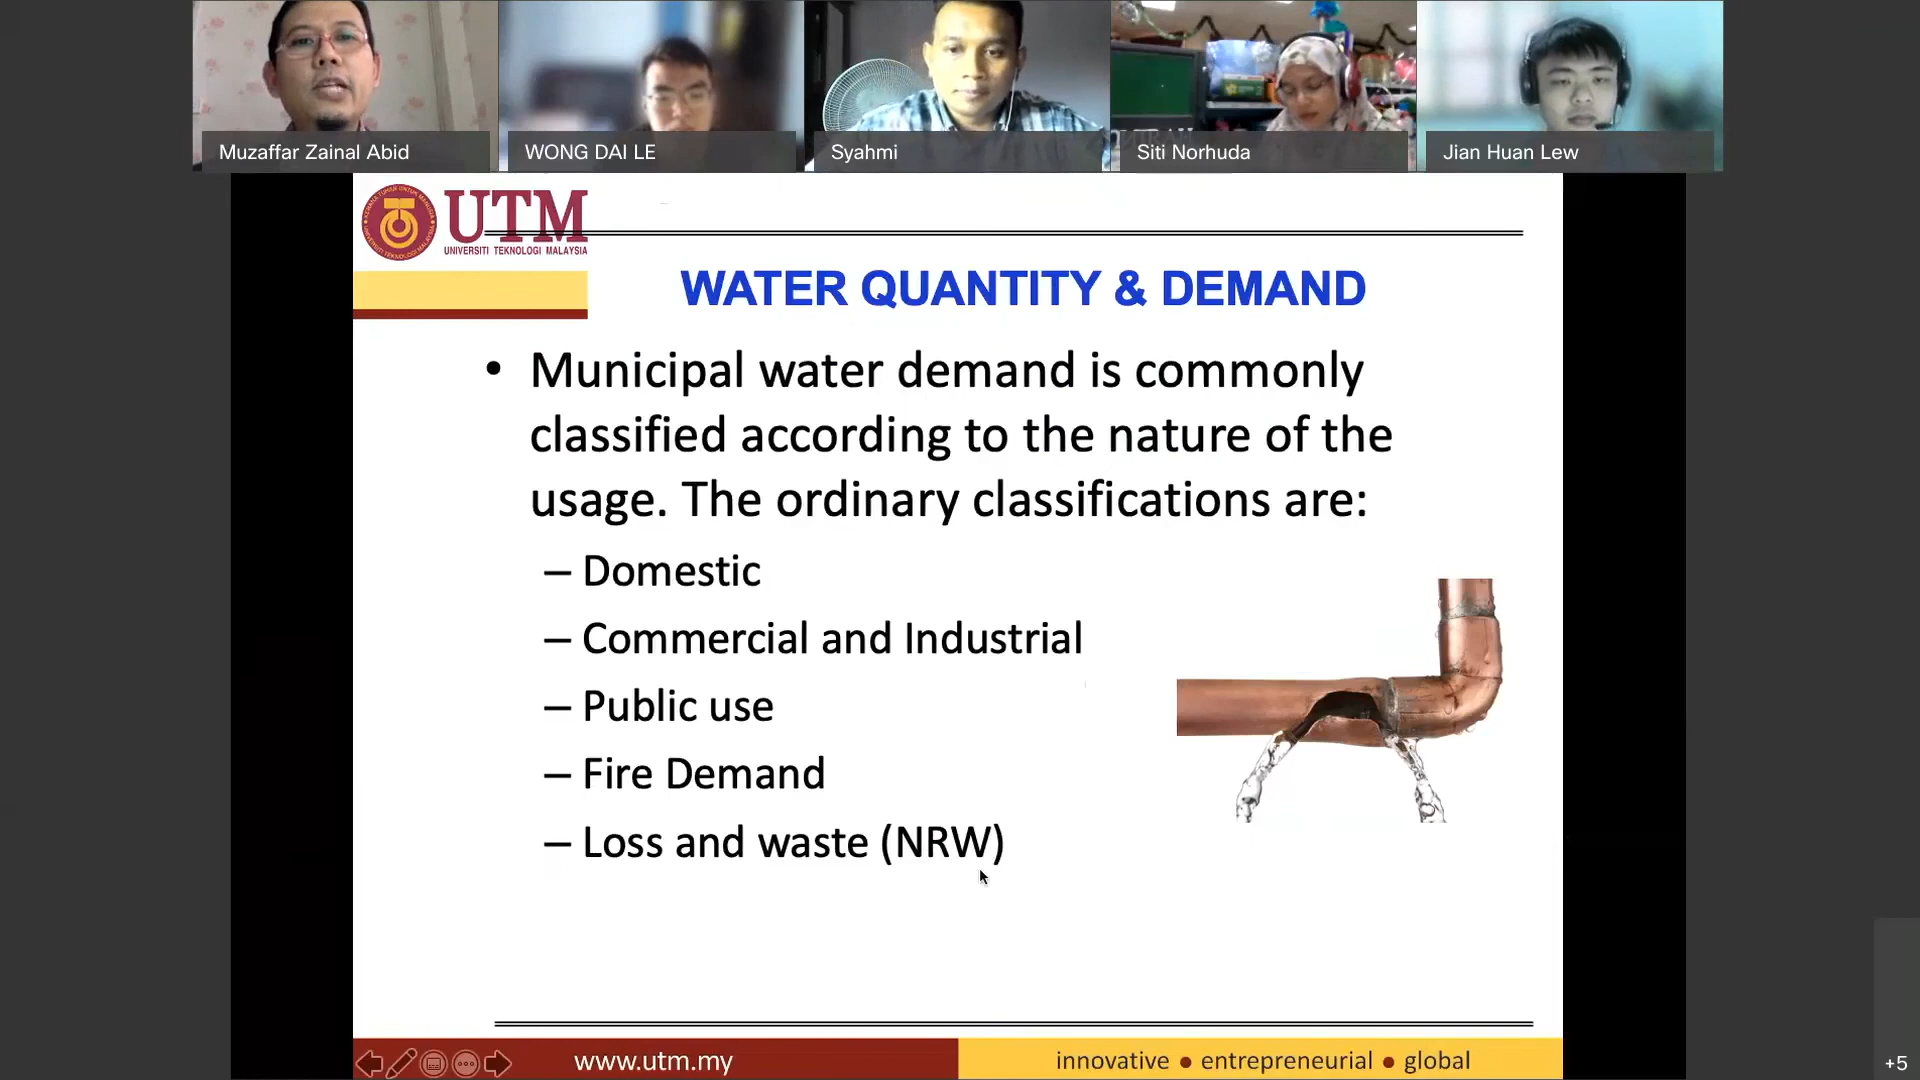 Muzaffar Zainal Abid
WONG DAI LE
Syahmi
Siti Norhuda
Jian Huan Lew
UTM
UNIVERSITI TEKNOLOGI MALAYSIA
WATER QUANTITY & DEMAND
• Municipal water demand is commonly
classified according to the nature of the
usage. The ordinary classifications are:
– Domestic
– Commercial and Industrial
– Public use
– Fire Demand
– Loss and waste (NRW)
www.utm.my
innovative ● entrepreneurial ● global
+5